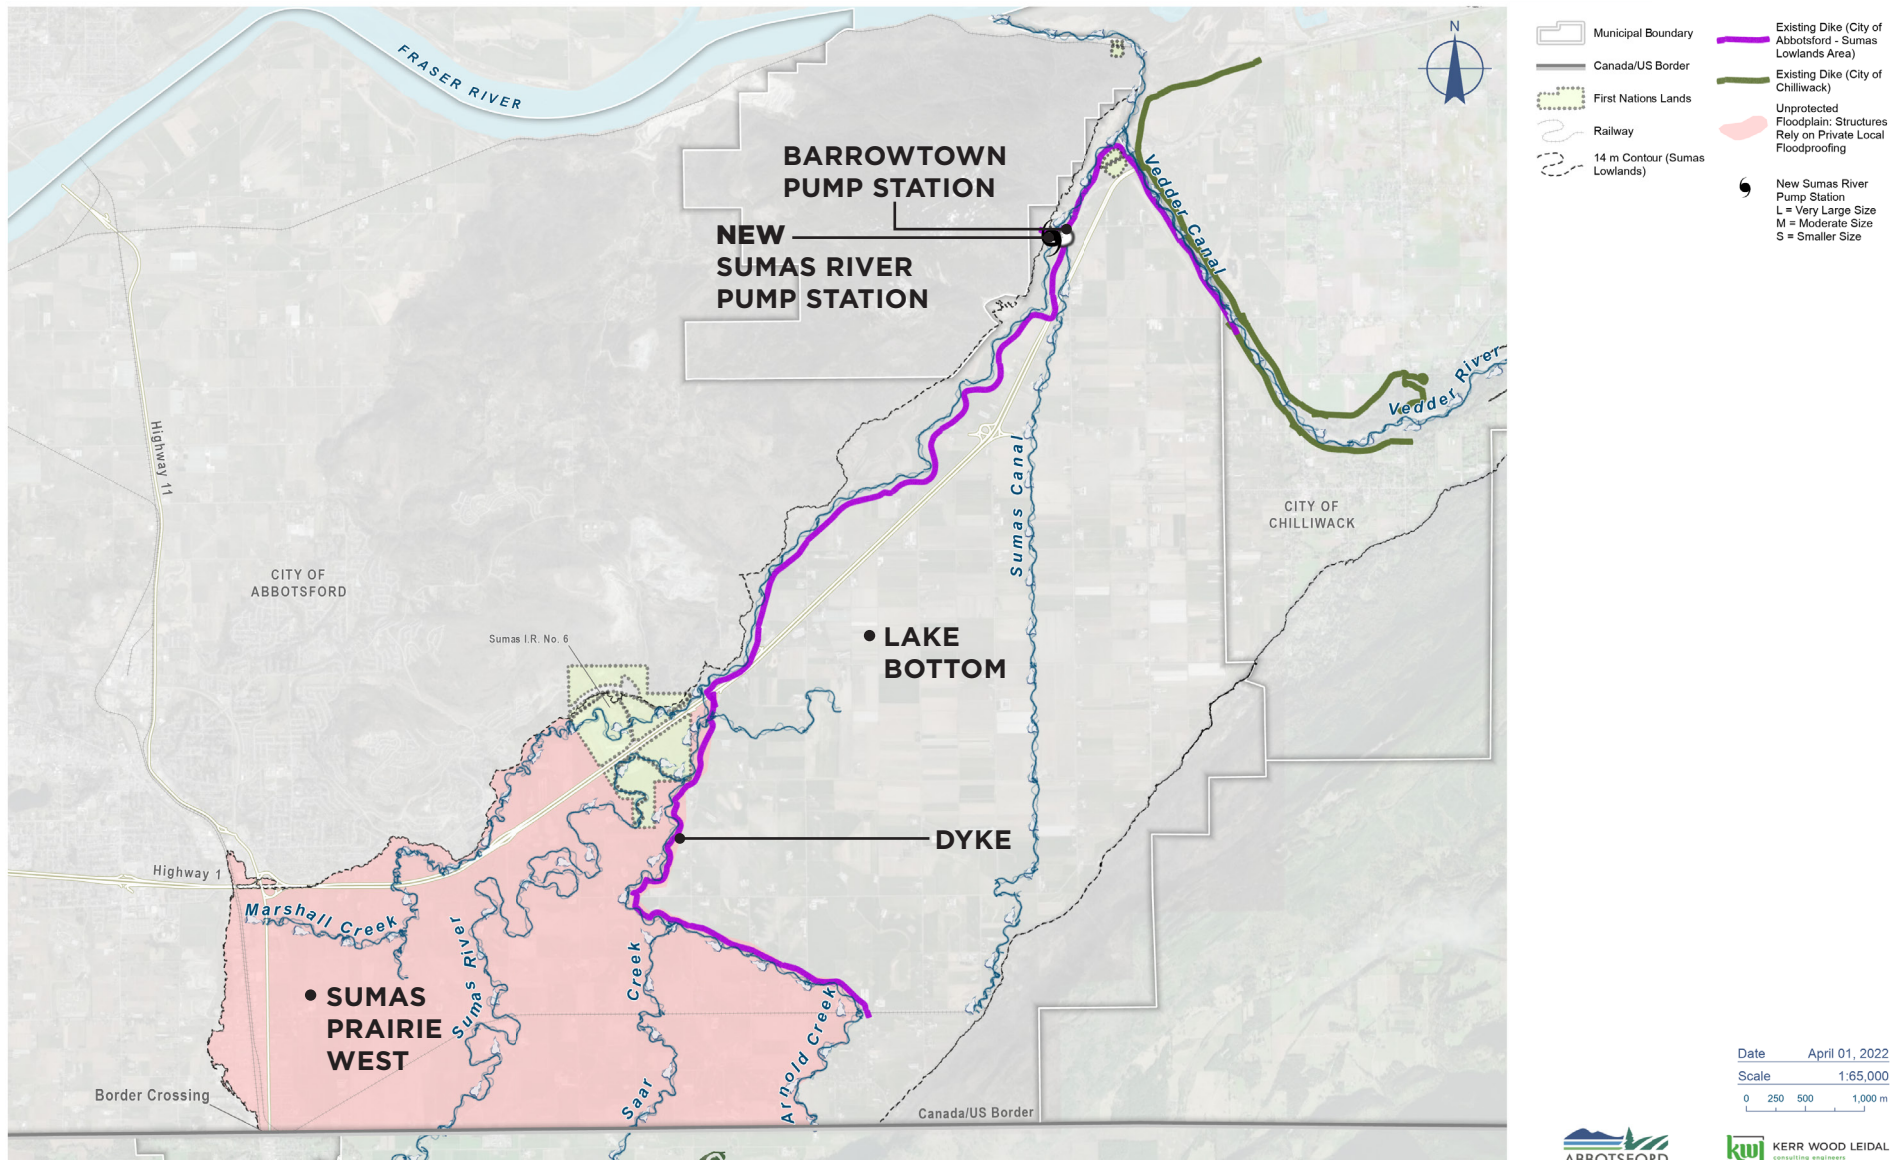 FRASER RIVER
N
BARROWTOWN
PUMP STATION
NEW
SUMAS RIVER
PUMP STATION
Vedder Canal
Vedder River
Highway 11
Sumas Canal
CITY OF
CHILLIWACK
CITY OF
ABBOTSFORD
Sumas I.R. No. 6
LAKE
BOTTOM
DYKE
Highway 1
Marshall Creek
Sumas River
Saar Creek
Arnold Creek
SUMAS
PRAIRIE
WEST
Border Crossing
Canada/US Border
Municipal Boundary
Canada/US Border
First Nations Lands
Railway
14 m Contour (Sumas
Lowlands)
Existing Dike (City of
Abbotsford - Sumas
Lowlands Area)
Existing Dike (City of
Chilliwack)
Unprotected
Floodplain: Structures
Rely on Private Local
Floodproofing
New Sumas River
Pump Station
L = Very Large Size
M = Moderate Size
S = Smaller Size
Date April 01, 2022
Scale 1:65,000
0 250 500 1,000 m
ABBOTSFORD
kwl KERR WOOD LEIDAL
consulting engineers